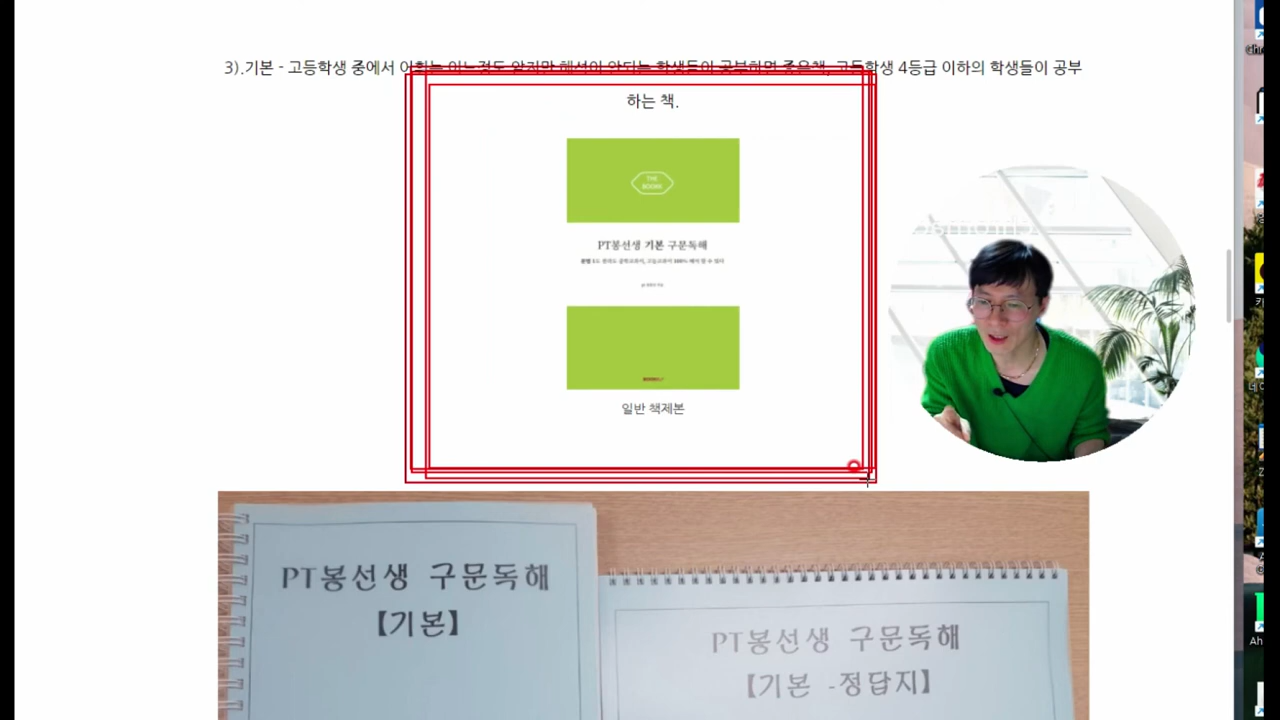 3).기본 - 고등학생 중에서 어휘는 어느정도 알지만 해석이 안되는 학생들이 공부하면 좋은책, 고등학생 4등급 이하의 학생들이 공부
하는 책.
THE
BOOKS
PT봉선생 기본 구문독해
일반 책제본
PT봉선생 구문독해
【기본】
PT봉선생 구문독해
【기본 -정답지】